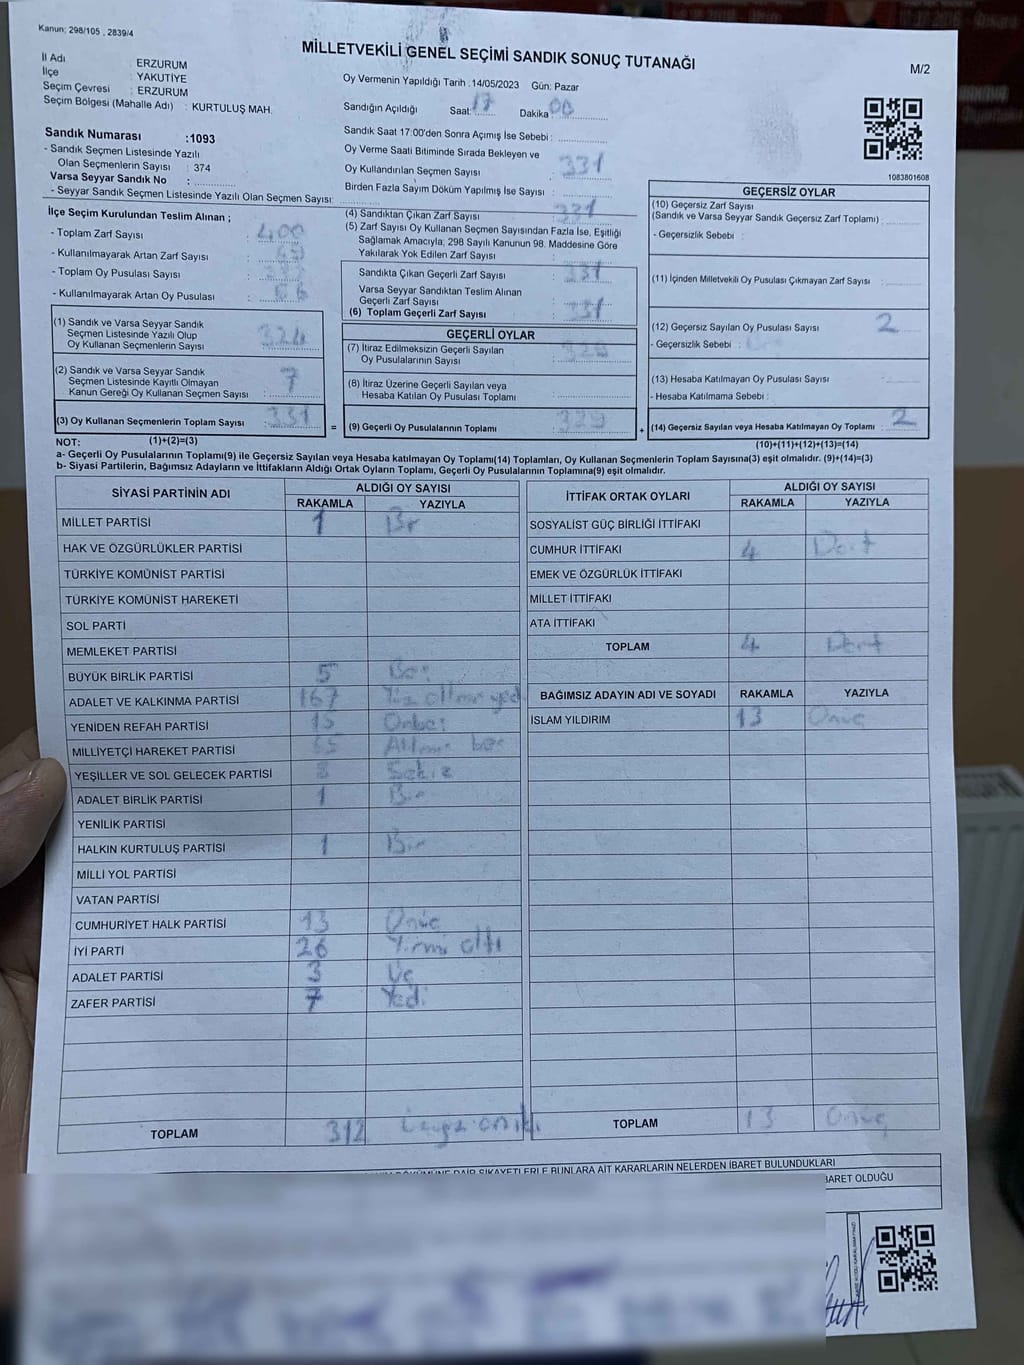 Kanun; 298/105 , 2839/4
MİLLETVEKİLİ GENEL SEÇİMİ SANDIK SONUÇ TUTANAĞI
M/2
İl Adı : ERZURUM
İlçe : YAKUTİYE
Seçim Çevresi : ERZURUM
Seçim Bölgesi (Mahalle Adı) : KURTULUŞ MAH.
Oy Vermenin Yapıldığı Tarih :14/05/2023 Gün: Pazar
Sandığın Açıldığı Saat: 17 Dakika 00
Sandık Saat 17:00'den Sonra Açımış İse Sebebi :
Oy Verme Saati Bitiminde Sırada Bekleyen ve
Oy Kullandırılan Seçmen Sayısı : 331
Birden Fazla Sayım Döküm Yapılmış İse Sayısı :
1083801608
Sandık Numarası :1093
- Sandık Seçmen Listesinde Yazılı
Olan Seçmenlerin Sayısı : 374
Varsa Seyyar Sandık No :
- Seyyar Sandık Seçmen Listesinde Yazılı Olan Seçmen Sayısı:
İlçe Seçim Kurulundan Teslim Alınan ;
- Toplam Zarf Sayısı : 400
- Kullanılmayarak Artan Zarf Sayısı :
- Toplam Oy Pusulası Sayısı :
- Kullanılmayarak Artan Oy Pusulası :
(1) Sandık ve Varsa Seyyar Sandık
Seçmen Listesinde Yazılı Olup
Oy Kullanan Seçmenlerin Sayısı : 324
(2) Sandık ve Varsa Seyyar Sandık
Seçmen Listesinde Kayıtlı Olmayan
Kanun Gereği Oy Kullanan Seçmen Sayısı : 7
(3) Oy Kullanan Seçmenlerin Toplam Sayısı : 331
(4) Sandıktan Çıkan Zarf Sayısı : 331
(5) Zarf Sayısı Oy Kullanan Seçmen Sayısından Fazla İse, Eşitliği
Sağlamak Amacıyla; 298 Sayılı Kanunun 98. Maddesine Göre
Yakılarak Yok Edilen Zarf Sayısı :
Sandıkta Çıkan Geçerli Zarf Sayısı : 331
Varsa Seyyar Sandıktan Teslim Alınan
Geçerli Zarf Sayısı :
(6) Toplam Geçerli Zarf Sayısı : 331
GEÇERLİ OYLAR
(7) İtiraz Edilmeksizin Geçerli Sayılan
Oy Pusulalarının Sayısı : 329
(8) İtiraz Üzerine Geçerli Sayılan veya
Hesaba Katılan Oy Pusulası Toplamı :
= (9) Geçerli Oy Pusulalarının Toplamı : 329
GEÇERSİZ OYLAR
(10) Geçersiz Zarf Sayısı
(Sandık ve Varsa Seyyar Sandık Geçersiz Zarf Toplamı) :
- Geçersizlik Sebebi :
(11) İçinden Milletvekili Oy Pusulası Çıkmayan Zarf Sayısı :
(12) Geçersiz Sayılan Oy Pusulası Sayısı : 2
- Geçersizlik Sebebi :
(13) Hesaba Katılmayan Oy Pusulası Sayısı :
- Hesaba Katılmama Sebebi :
+ (14) Geçersiz Sayılan veya Hesaba Katılmayan Oy Toplamı : 2
NOT: (1)+(2)=(3)
(10)+(11)+(12)+(13)=(14)
a- Geçerli Oy Pusulalarının Toplamı(9) ile Geçersiz Sayılan veya Hesaba katılmayan Oy Toplamı(14) Toplamları, Oy Kullanan Seçmenlerin Toplam Sayısına(3) eşit olmalıdır. (9)+(14)=(3)
b- Siyasi Partilerin, Bağımsız Adayların ve İttifakların Aldığı Ortak Oyların Toplamı, Geçerli Oy Pusulalarının Toplamına(9) eşit olmalıdır.
SİYASİ PARTİNİN ADI
ALDIĞI OY SAYISI
RAKAMLA YAZIYLA
MİLLET PARTİSİ 1 Bir
HAK VE ÖZGÜRLÜKLER PARTİSİ
TÜRKİYE KOMÜNİST PARTİSİ
TÜRKİYE KOMÜNİST HAREKETİ
SOL PARTİ
MEMLEKET PARTİSİ
BÜYÜK BİRLİK PARTİSİ 5 Beş
ADALET VE KALKINMA PARTİSİ 167 Yüz altmış yedi
YENİDEN REFAH PARTİSİ 15 Onbeş
MİLLİYETÇİ HAREKET PARTİSİ 65 Altmış beş
YEŞİLLER VE SOL GELECEK PARTİSİ 8 Sekiz
ADALET BİRLİK PARTİSİ 1 Bir
YENİLİK PARTİSİ
HALKIN KURTULUŞ PARTİSİ 1 Bir
MİLLİ YOL PARTİSİ
VATAN PARTİSİ
CUMHURİYET HALK PARTİSİ 13 Onüç
İYİ PARTİ 26 Yirmi altı
ADALET PARTİSİ 3 Üç
ZAFER PARTİSİ 7 Yedi
TOPLAM 312 Üçyüz oniki
İTTİFAK ORTAK OYLARI
ALDIĞI OY SAYISI
RAKAMLA YAZIYLA
SOSYALİST GÜÇ BİRLİĞİ İTTİFAKI
CUMHUR İTTİFAKI 4 Dört
EMEK VE ÖZGÜRLÜK İTTİFAKI
MİLLET İTTİFAKI
ATA İTTİFAKI
TOPLAM 4 Dört
BAĞIMSIZ ADAYIN ADI VE SOYADI RAKAMLA YAZIYLA
İSLAM YILDIRIM 13 Onüç
TOPLAM 13 Onüç
DÖKÜMÜNE DAİR ŞİKAYETLERLE BUNLARA AİT KARARLARIN NELERDEN İBARET BULUNDUKLARI
İBARET OLDUĞU